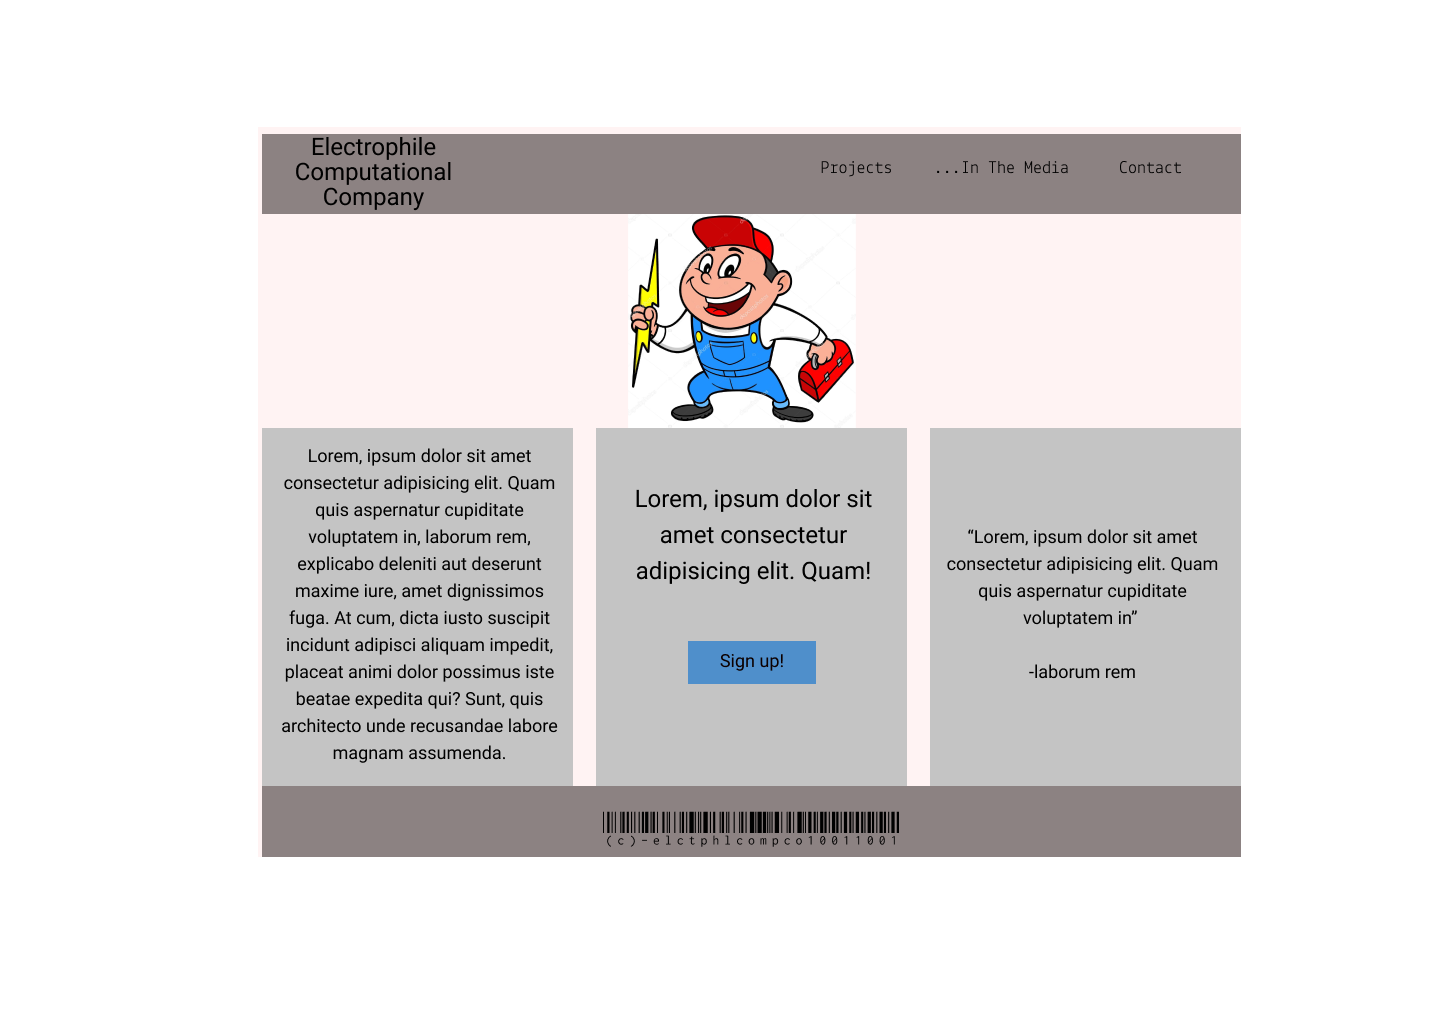 Electrophile
Computational
Company
Projects
...In The Media
Contact
Lorem, ipsum dolor sit amet
consectetur adipisicing elit. Quam
quis aspernatur cupiditate
voluptatem in, laborum rem,
explicabo deleniti aut deserunt
maxime iure, amet dignissimos
fuga. At cum, dicta iusto suscipit
incidunt adipisci aliquam impedit,
placeat animi dolor possimus iste
beatae expedita qui? Sunt, quis
architecto unde recusandae labore
magnam assumenda.
Lorem, ipsum dolor sit
amet consectetur
adipisicing elit. Quam!
Sign up!
“Lorem, ipsum dolor sit amet
consectetur adipisicing elit. Quam
quis aspernatur cupiditate
voluptatem in”
-laborum rem
(c)-elctphlcompco10011001